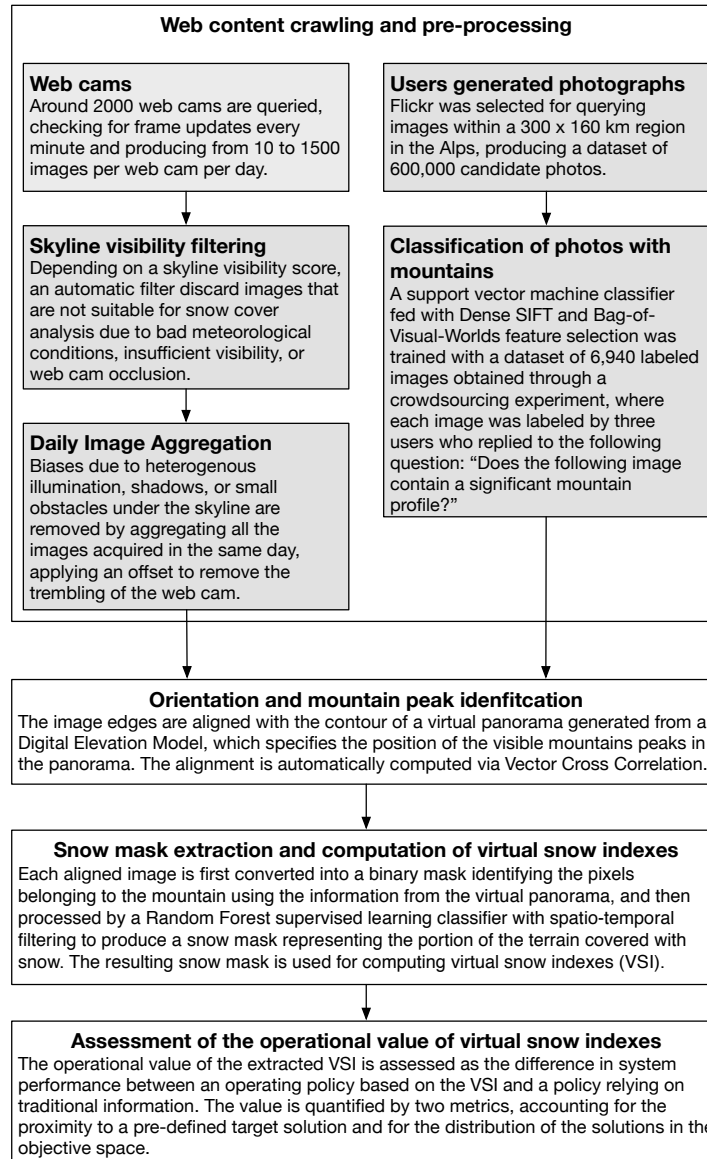 Web content crawling and pre-processing
Web cams
Around 2000 web cams are queried,
checking for frame updates every
minute and producing from 10 to 1500
images per web cam per day.
Skyline visibility filtering
Depending on a skyline visibility score,
an automatic filter discard images that
are not suitable for snow cover
analysis due to bad meteorological
conditions, insufficient visibility, or
web cam occlusion.
Daily Image Aggregation
Biases due to heterogenous
illumination, shadows, or small
obstacles under the skyline are
removed by aggregating all the
images acquired in the same day,
applying an offset to remove the
trembling of the web cam.
Users generated photographs
Flickr was selected for querying
images within a 300 x 160 km region
in the Alps, producing a dataset of
600,000 candidate photos.
Classification of photos with
mountains
A support vector machine classifier
fed with Dense SIFT and Bag-of-
Visual-Worlds feature selection was
trained with a dataset of 6,940 labeled
images obtained through a
crowdsourcing experiment, where
each image was labeled by three
users who replied to the following
question: “Does the following image
contain a significant mountain
profile?”
Orientation and mountain peak idenfitcation
The image edges are aligned with the contour of a virtual panorama generated from a
Digital Elevation Model, which specifies the position of the visible mountains peaks in
the panorama. The alignment is automatically computed via Vector Cross Correlation.
Snow mask extraction and computation of virtual snow indexes
Each aligned image is first converted into a binary mask identifying the pixels
belonging to the mountain using the information from the virtual panorama, and then
processed by a Random Forest supervised learning classifier with spatio-temporal
filtering to produce a snow mask representing the portion of the terrain covered with
snow. The resulting snow mask is used for computing virtual snow indexes (VSI).
Assessment of the operational value of virtual snow indexes
The operational value of the extracted VSI is assessed as the difference in system
performance between an operating policy based on the VSI and a policy relying on
traditional information. The value is quantified by two metrics, accounting for the
proximity to a pre-defined target solution and for the distribution of the solutions in the
objective space.